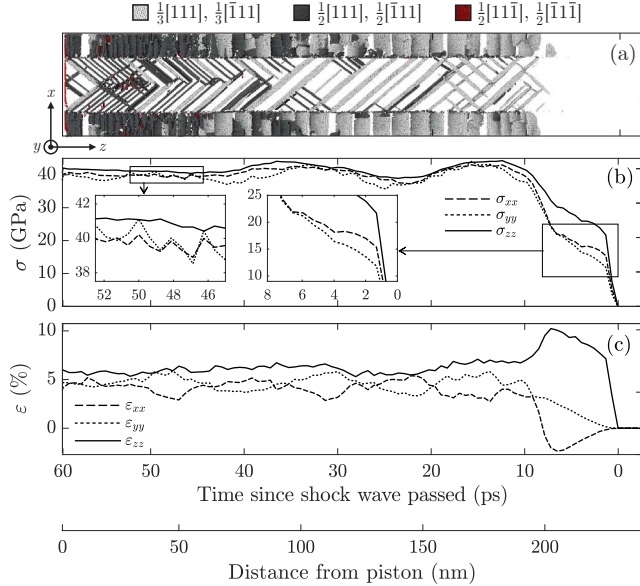 1/3[111], 1/3[1̄11] 1/2[111], 1/2[1̄11] 1/2[111̄], 1/2[1̄11̄]
(a)
x
y
z
(b)
σ (GPa)
40
30
20
10
0
42
40
38
52 50 48 46
25
20
15
10
8 6 4 2 0
σxx
σyy
σzz
(c)
ε (%)
10
5
0
εxx
εyy
εzz
60 50 40 30 20 10 0
Time since shock wave passed (ps)
0 50 100 150 200
Distance from piston (nm)